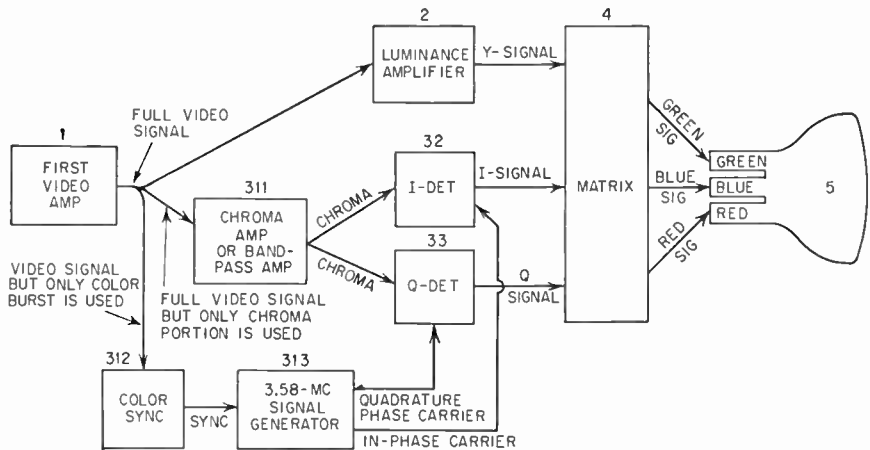 2
LUMINANCE
AMPLIFIER
Y-SIGNAL
4
MATRIX
FULL VIDEO
SIGNAL
1
FIRST
VIDEO
AMP
311
CHROMA
AMP
OR BAND-
PASS AMP
CHROMA
CHROMA
32
I-DET
I-SIGNAL
33
Q-DET
Q
SIGNAL
GREEN
SIG
BLUE
SIG
RED
SIG
GREEN
BLUE
RED
5
VIDEO SIGNAL
BUT ONLY COLOR
BURST IS USED
FULL VIDEO SIGNAL
BUT ONLY CHROMA
PORTION IS USED
312
COLOR
SYNC
SYNC
313
3.58-MC
SIGNAL
GENERATOR
QUADRATURE
PHASE CARRIER
IN-PHASE CARRIER